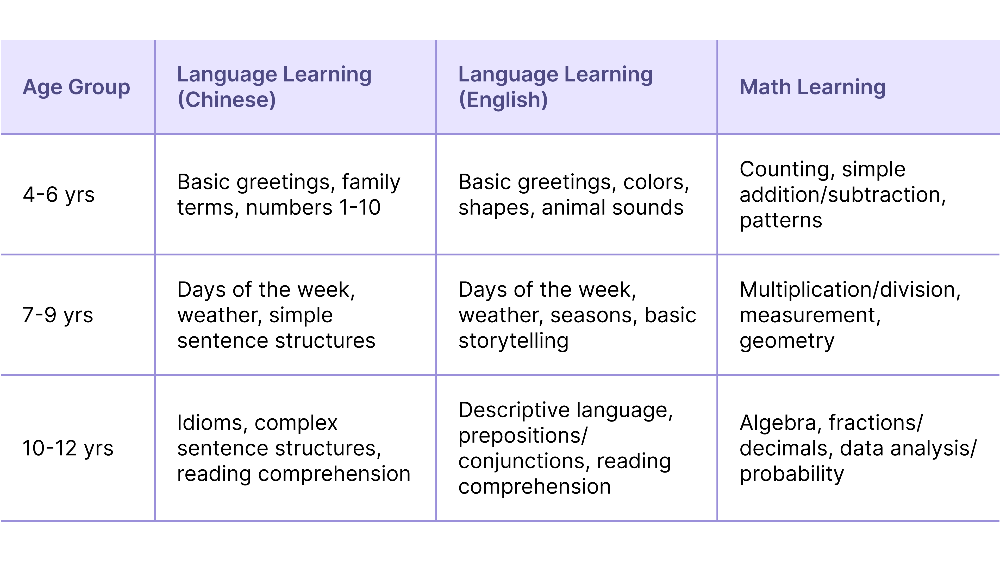 Age Group
Language Learning
(Chinese)
Language Learning
(English)
Math Learning
4-6 yrs
Basic greetings, family
terms, numbers 1-10
Basic greetings, colors,
shapes, animal sounds
Counting, simple
addition/subtraction,
patterns
7-9 yrs
Days of the week,
weather, simple
sentence structures
Days of the week,
weather, seasons, basic
storytelling
Multiplication/division,
measurement,
geometry
10-12 yrs
Idioms, complex
sentence structures,
reading comprehension
Descriptive language,
prepositions/
conjunctions, reading
comprehension
Algebra, fractions/
decimals, data analysis/
probability